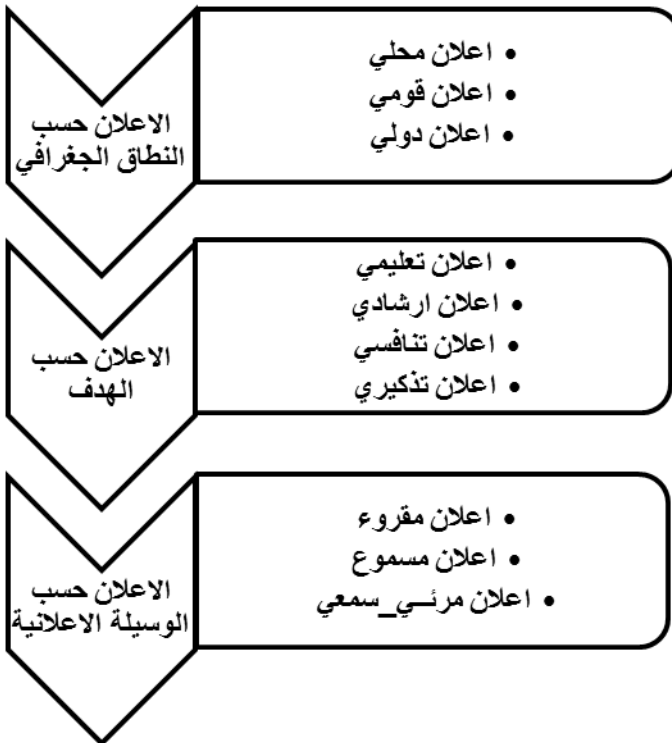 الاعلان حسب
النطاق الجغرافي
• اعلان محلي
• اعلان قومي
• اعلان دولي
الاعلان حسب
الهدف
• اعلان تعليمي
• اعلان ارشادي
• اعلان تنافسي
• اعلان تذكيري
الاعلان حسب
الوسيلة الاعلانية
• اعلان مقروء
• اعلان مسموع
• اعلان مرئـــي_سمعي